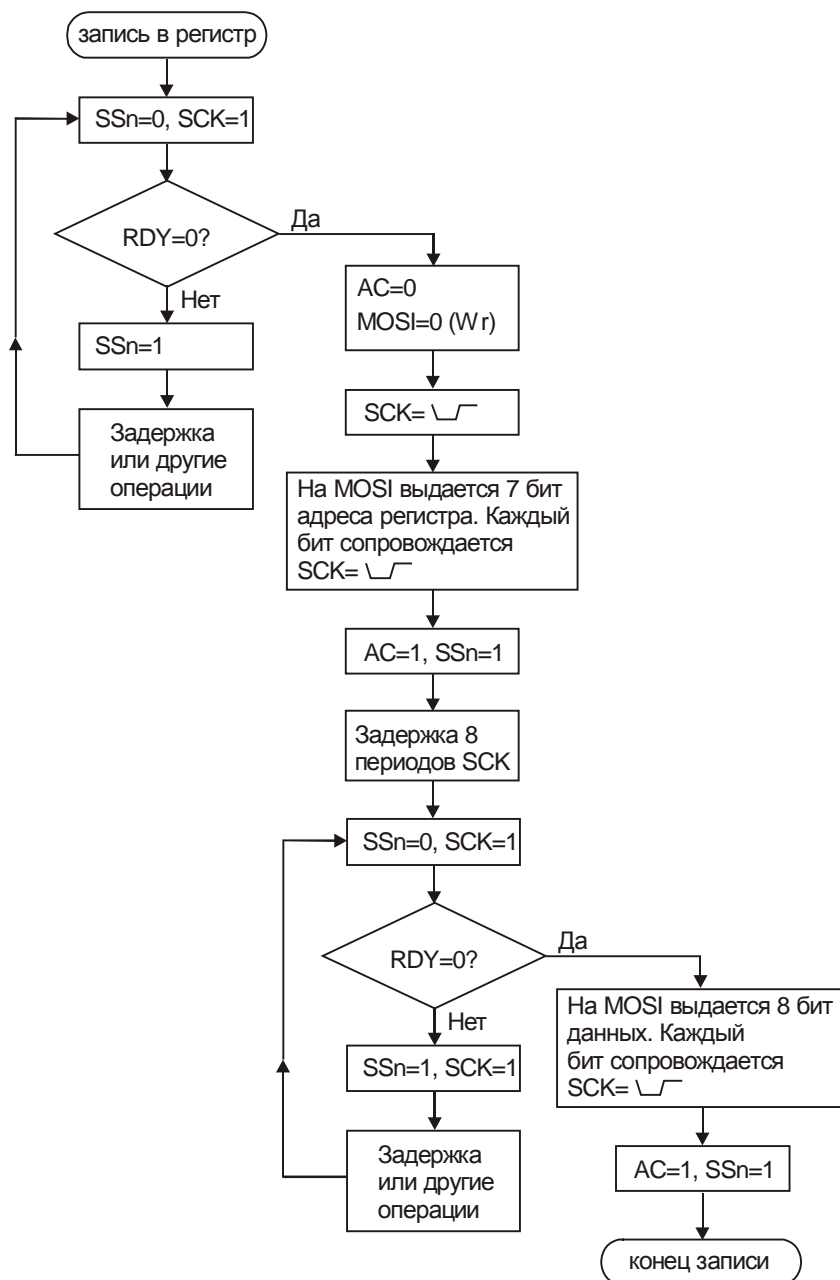 запись в регистр
SSn=0, SCK=1
RDY=0?
Да
Нет
SSn=1
Задержка
или другие
операции
AC=0
MOSI=0 (Wr)
SCK=
На MOSI выдается 7 бит
адреса регистра. Каждый
бит сопровождается
SCK=
AC=1, SSn=1
Задержка 8
периодов SCK
SSn=0, SCK=1
RDY=0?
Да
Нет
SSn=1, SCK=1
Задержка
или другие
операции
На MOSI выдается 8 бит
данных. Каждый
бит сопровождается
SCK=
AC=1, SSn=1
конец записи